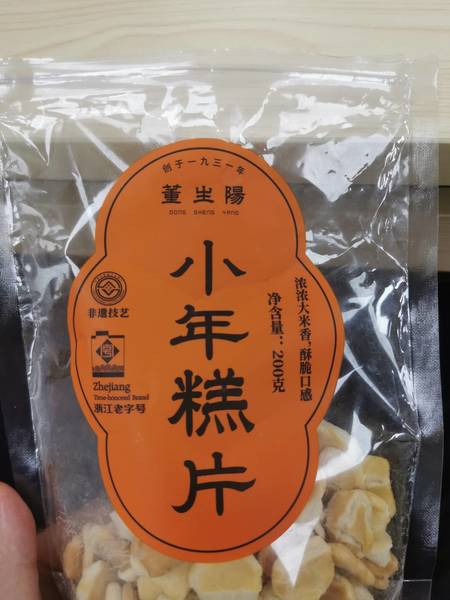 创于一九三一年
董生陽
DONG SHENG YANG
小年糕片
浓浓大米香，酥脆口感
净含量：200克
非遗技艺
Zhejiang
Time-honored Brand
浙江老字号